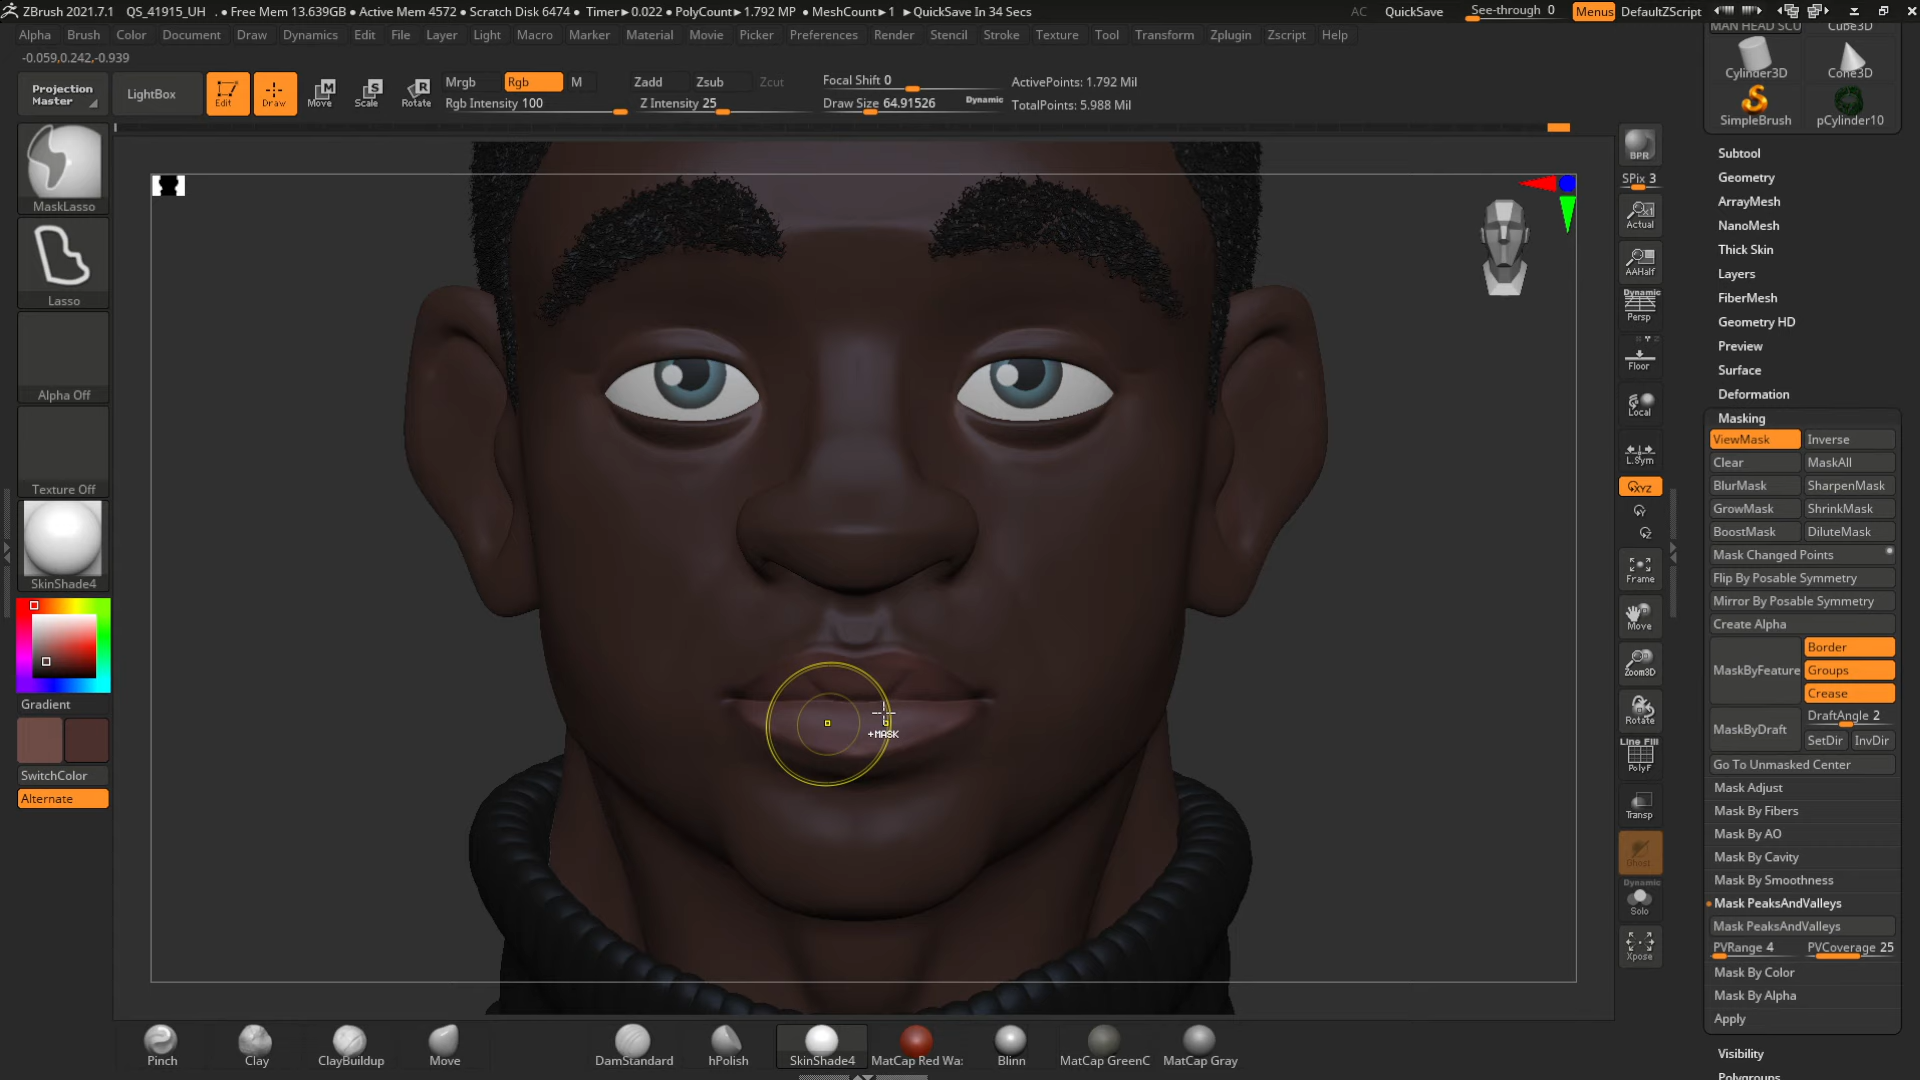 ZBrush 2021.7.1 QS_41915_UH . • Free Mem 13.639GB • Active Mem 4572 • Scratch Disk 6474 • Timer►0.022 • PolyCount►1.792 MP • MeshCount►1 ►QuickSave In 34 Secs AC QuickSave See-through 0 Menus DefaultZScript
Alpha Brush Color Document Draw Dynamics Edit File Layer Light Macro Marker Material Movie Picker Preferences Render Stencil Stroke Texture Tool Transform Zplugin Zscript Help
-0.059,0.242,-0.939
Projection Master
LightBox
Edit
Draw
Move
Scale
Rotate
Mrgb Rgb M
Rgb Intensity 100
Zadd Zsub Zcut
Z Intensity 25
Focal Shift 0
Draw Size 64.91526 Dynamic
ActivePoints: 1.792 Mil
TotalPoints: 5.988 Mil
MaskLasso
Lasso
Alpha Off
Texture Off
SkinShade4
Gradient
SwitchColor
Alternate
+MASK
BPR
SPix 3
Actual
AAHalf
Dynamic
Persp
Floor
Local
L.Sym
XYZ
Y
Z
Frame
Move
Zoom3D
Rotate
Line Fill
PolyF
Transp
Ghost
Dynamic
Solo
Xpose
MAN HEAD SCU Cube3D
Cylinder3D Cone3D
SimpleBrush pCylinder10
Subtool
Geometry
ArrayMesh
NanoMesh
Thick Skin
Layers
FiberMesh
Geometry HD
Preview
Surface
Deformation
Masking
ViewMask Inverse
Clear MaskAll
BlurMask SharpenMask
GrowMask ShrinkMask
BoostMask DiluteMask
Mask Changed Points
Flip By Posable Symmetry
Mirror By Posable Symmetry
Create Alpha
MaskByFeature Border
Groups
Crease
MaskByDraft DraftAngle 2
SetDir InvDir
Go To Unmasked Center
Mask Adjust
Mask By Fibers
Mask By AO
Mask By Cavity
Mask By Smoothness
Mask PeaksAndValleys
Mask PeaksAndValleys
PVRange 4 PVCoverage 25
Mask By Color
Mask By Alpha
Apply
Visibility
Polygroups
Pinch Clay ClayBuildup Move DamStandard hPolish SkinShade4 MatCap Red Wa: Blinn MatCap GreenC MatCap Gray